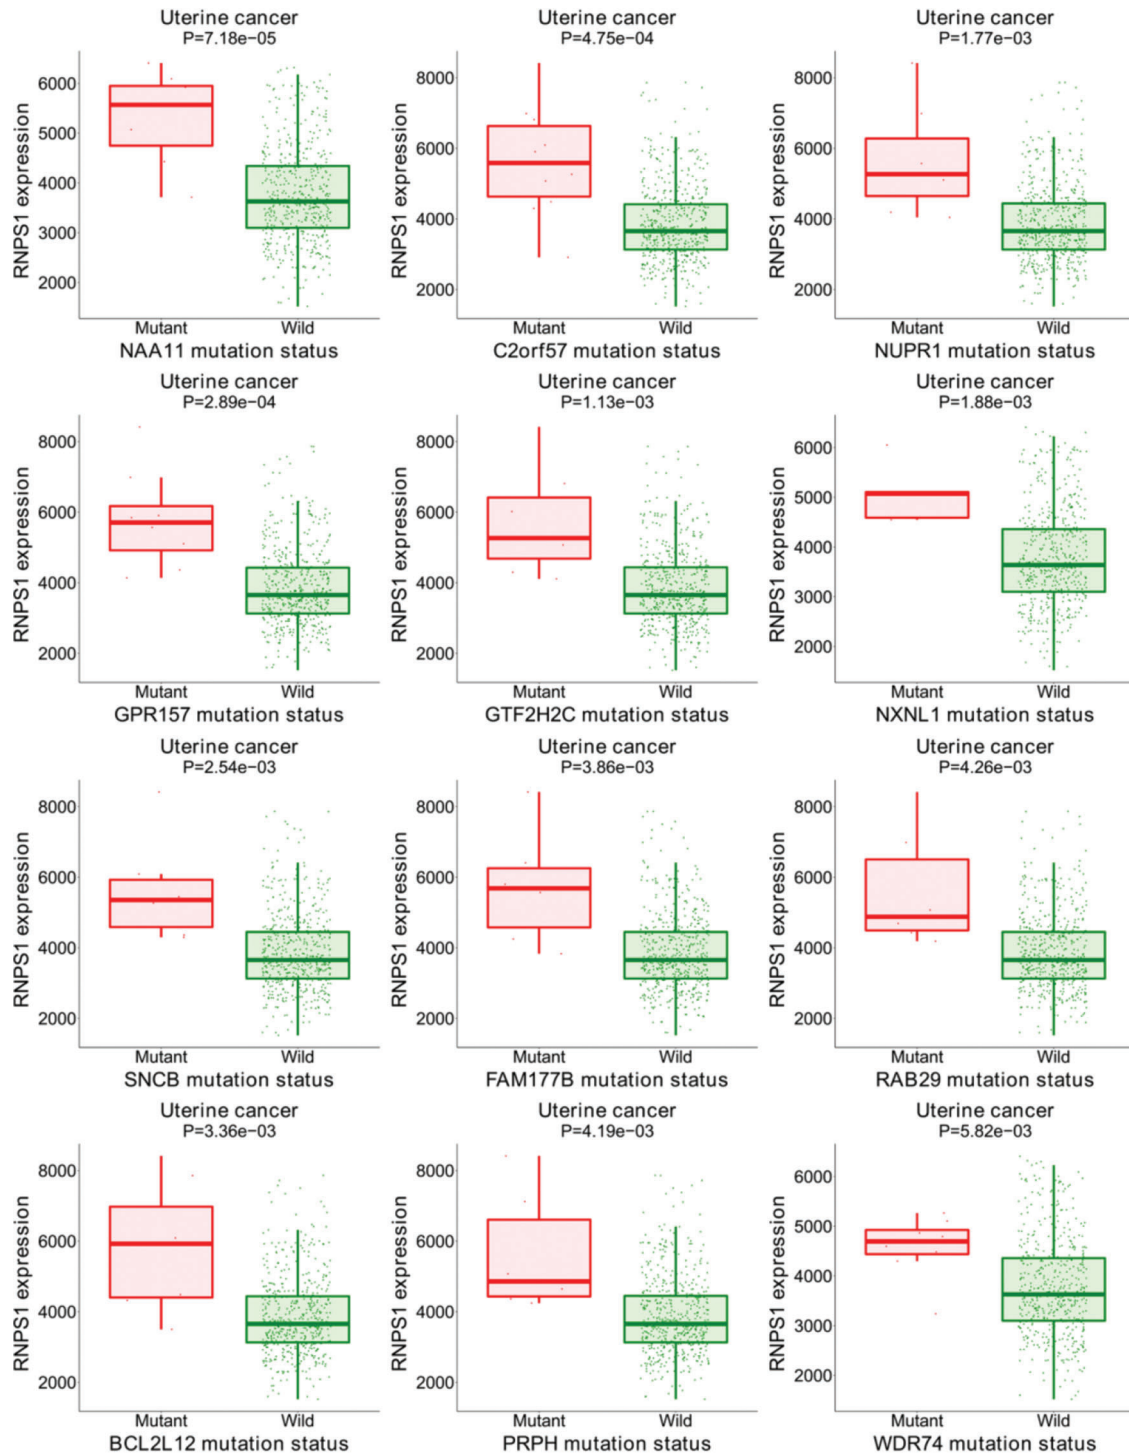 Uterine cancer
P=7.18e−05
6000
5000
4000
3000
2000
RNPS1 expression
Mutant Wild
NAA11 mutation status
Uterine cancer
P=4.75e−04
8000
6000
4000
2000
RNPS1 expression
Mutant Wild
C2orf57 mutation status
Uterine cancer
P=1.77e−03
8000
6000
4000
2000
RNPS1 expression
Mutant Wild
NUPR1 mutation status
Uterine cancer
P=2.89e−04
8000
6000
4000
2000
RNPS1 expression
Mutant Wild
GPR157 mutation status
Uterine cancer
P=1.13e−03
8000
6000
4000
2000
RNPS1 expression
Mutant Wild
GTF2H2C mutation status
Uterine cancer
P=1.88e−03
6000
5000
4000
3000
2000
RNPS1 expression
Mutant Wild
NXNL1 mutation status
Uterine cancer
P=2.54e−03
8000
6000
4000
2000
RNPS1 expression
Mutant Wild
SNCB mutation status
Uterine cancer
P=3.86e−03
8000
6000
4000
2000
RNPS1 expression
Mutant Wild
FAM177B mutation status
Uterine cancer
P=4.26e−03
8000
6000
4000
2000
RNPS1 expression
Mutant Wild
RAB29 mutation status
Uterine cancer
P=3.36e−03
8000
6000
4000
2000
RNPS1 expression
Mutant Wild
BCL2L12 mutation status
Uterine cancer
P=4.19e−03
8000
6000
4000
2000
RNPS1 expression
Mutant Wild
PRPH mutation status
Uterine cancer
P=5.82e−03
6000
5000
4000
3000
2000
RNPS1 expression
Mutant Wild
WDR74 mutation status